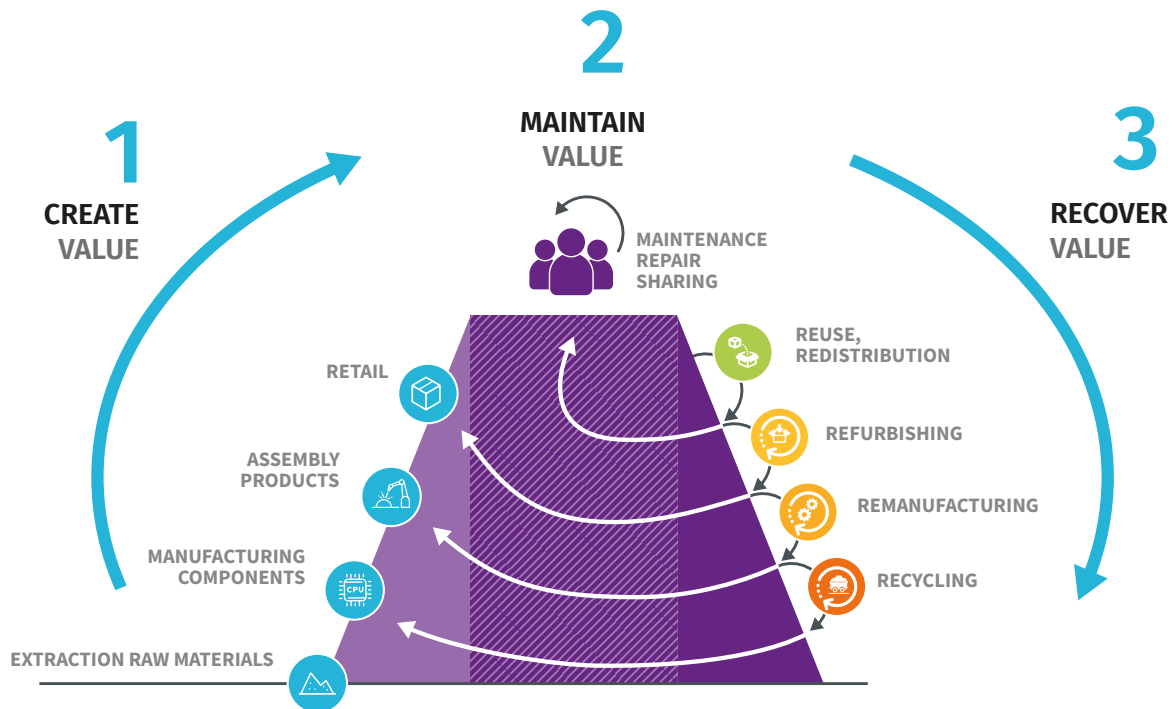 1
CREATE
VALUE
2
MAINTAIN
VALUE
3
RECOVER
VALUE
MAINTENANCE
REPAIR
SHARING
RETAIL
ASSEMBLY
PRODUCTS
MANUFACTURING
COMPONENTS
CPU
EXTRACTION RAW MATERIALS
REUSE,
REDISTRIBUTION
REFURBISHING
REMANUFACTURING
RECYCLING